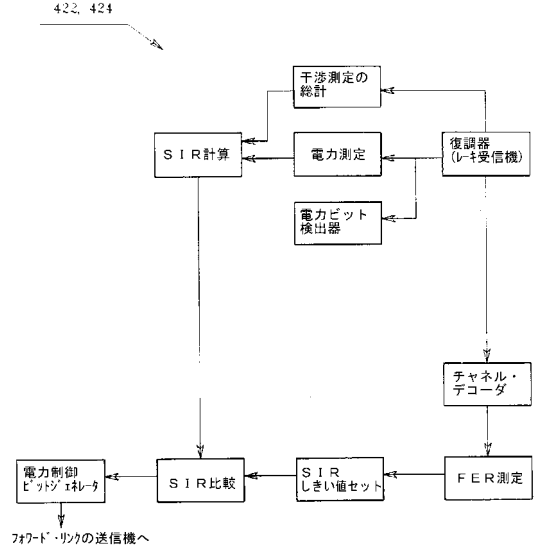 422, 424
干渉測定の
総計
SIR計算
電力測定
復調器
(ﾚｰｷ受信機)
電力ビット
検出器
チャネル・
デコーダ
電力制御
ﾋﾞｯﾄｼﾞｪﾈﾚｰﾀ
SIR比較
SIR
しきい値セット
FER測定
ﾌｫﾜｰﾄﾞ・ﾘﾝｸの送信機へ